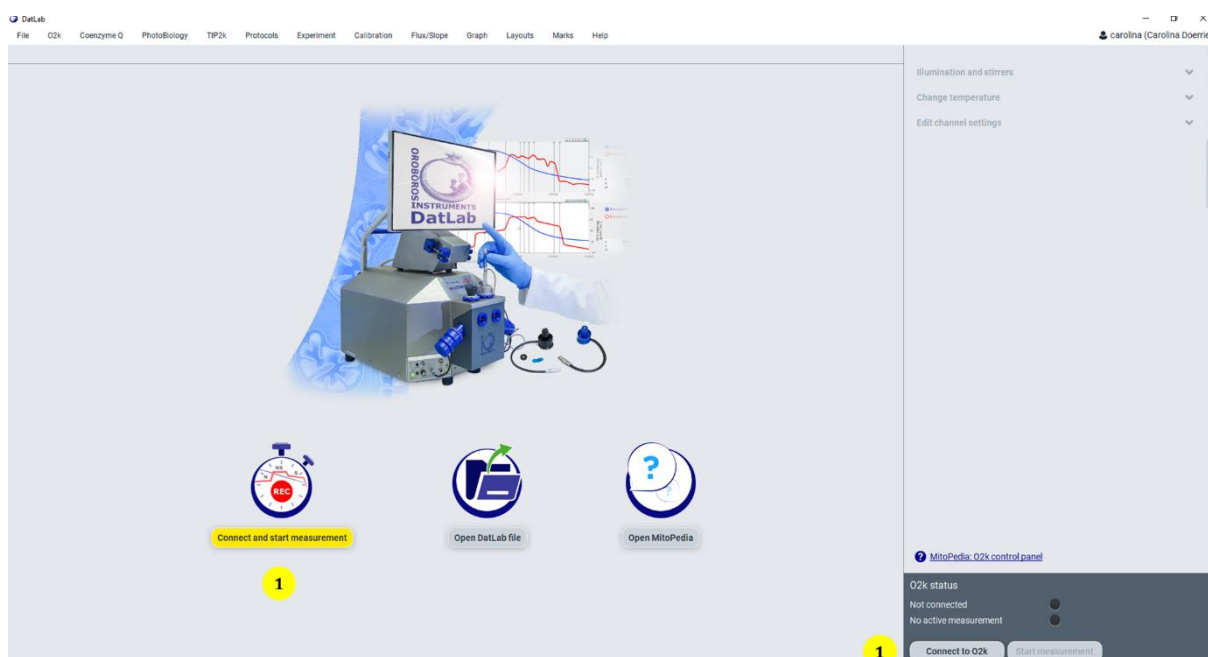 DatLab
File O2k Coenzyme Q PhotoBiology TIP2k Protocols Experiment Calibration Flux/Slope Graph Layouts Marks Help
carolina (Carolina Doerrie
Illumination and stirrers
Change temperature
Edit channel settings
OROBOROS
INSTRUMENTS
DatLab
REC
?
?
Connect and start measurement
Open DatLab file
Open MitoPedia
1
? MitoPedia: O2k control panel
O2k status
Not connected
No active measurement
1
Connect to O2k
Start measurement